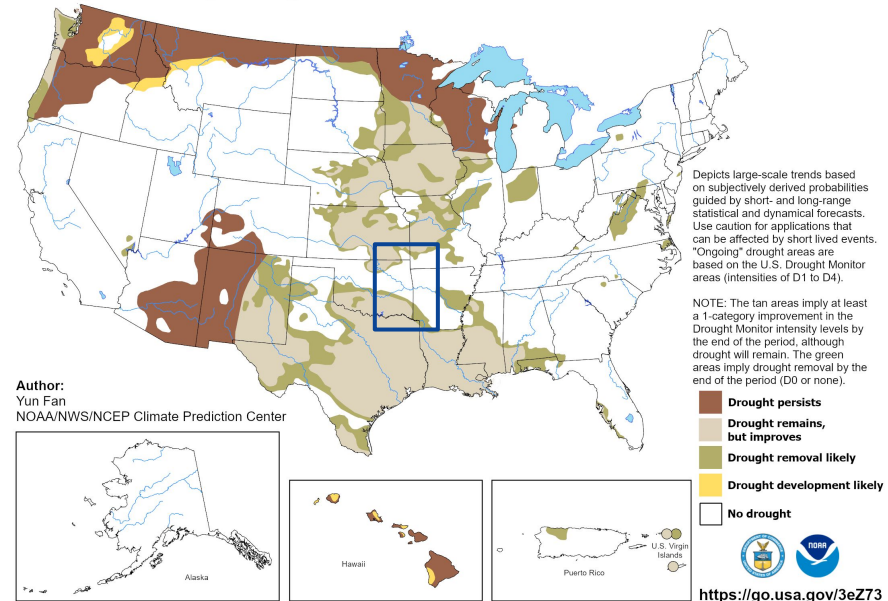 Depicts large-scale trends based
on subjectively derived probabilities
guided by short- and long-range
statistical and dynamical forecasts.
Use caution for applications that
can be affected by short lived events.
"Ongoing" drought areas are
based on the U.S. Drought Monitor
areas (intensities of D1 to D4).
NOTE: The tan areas imply at least
a 1-category improvement in the
Drought Monitor intensity levels by
the end of the period, although
drought will remain. The green
areas imply drought removal by the
end of the period (D0 or none).
Author:
Yun Fan
NOAA/NWS/NCEP Climate Prediction Center
Drought persists
Drought remains,
but improves
Drought removal likely
Drought development likely
No drought
Alaska
Hawaii
Puerto Rico
U.S. Virgin
Islands
NOAA
https://go.usa.gov/3eZ73